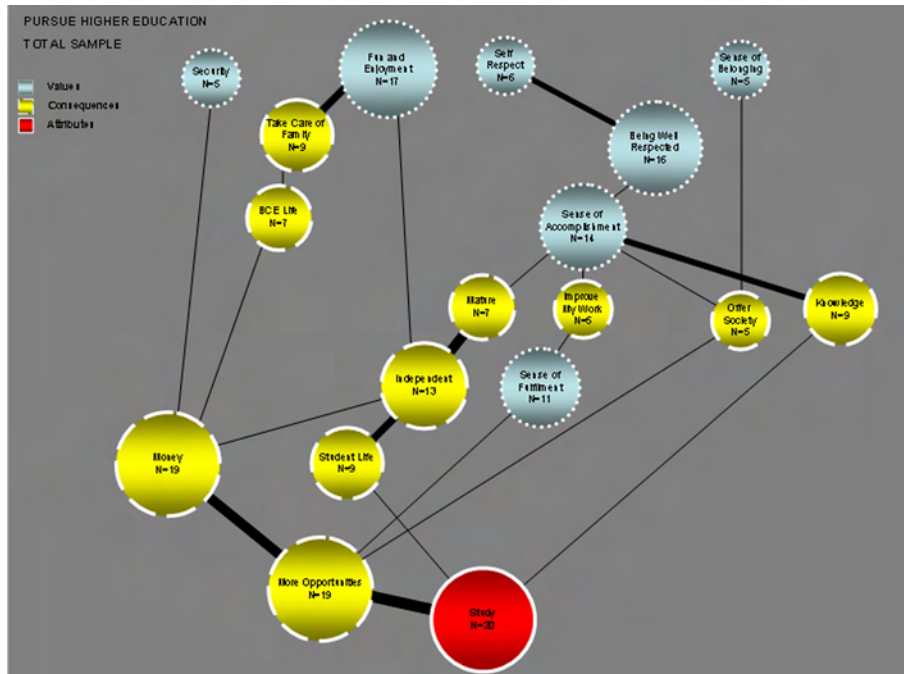 PURSUE HIGHER EDUCATION
TOTAL SAMPLE
Values
Consequences
Attributes
Security
N=5
Fun and
Enjoyment
N=17
Self
Respect
N=6
Sense of
Belonging
N=5
Take Care of
Family
N=9
Being Well
Respected
N=16
BCE Life
N=7
Sense of
Accomplishment
N=14
Mature
N=7
Improve
My Work
N=5
Offer
Society
N=5
Knowledge
N=9
Independent
N=13
Sense of
Fulfilment
N=11
Money
N=19
Student Life
N=9
More Opportunities
N=19
Study
N=20